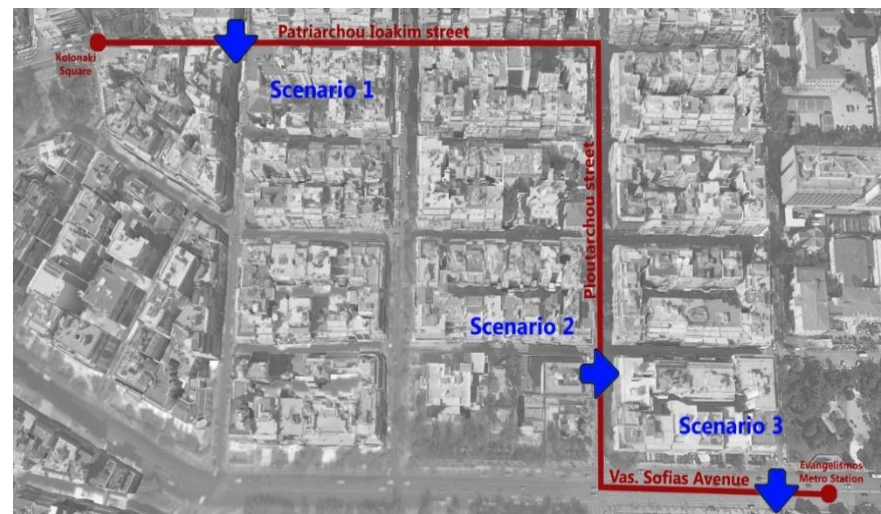 Patriarchou Ioakim street
Kolonaki
Square
Scenario 1
Ploutarchou street
Scenario 2
Scenario 3
Evangelismos
Metro Station
Vas. Sofias Avenue